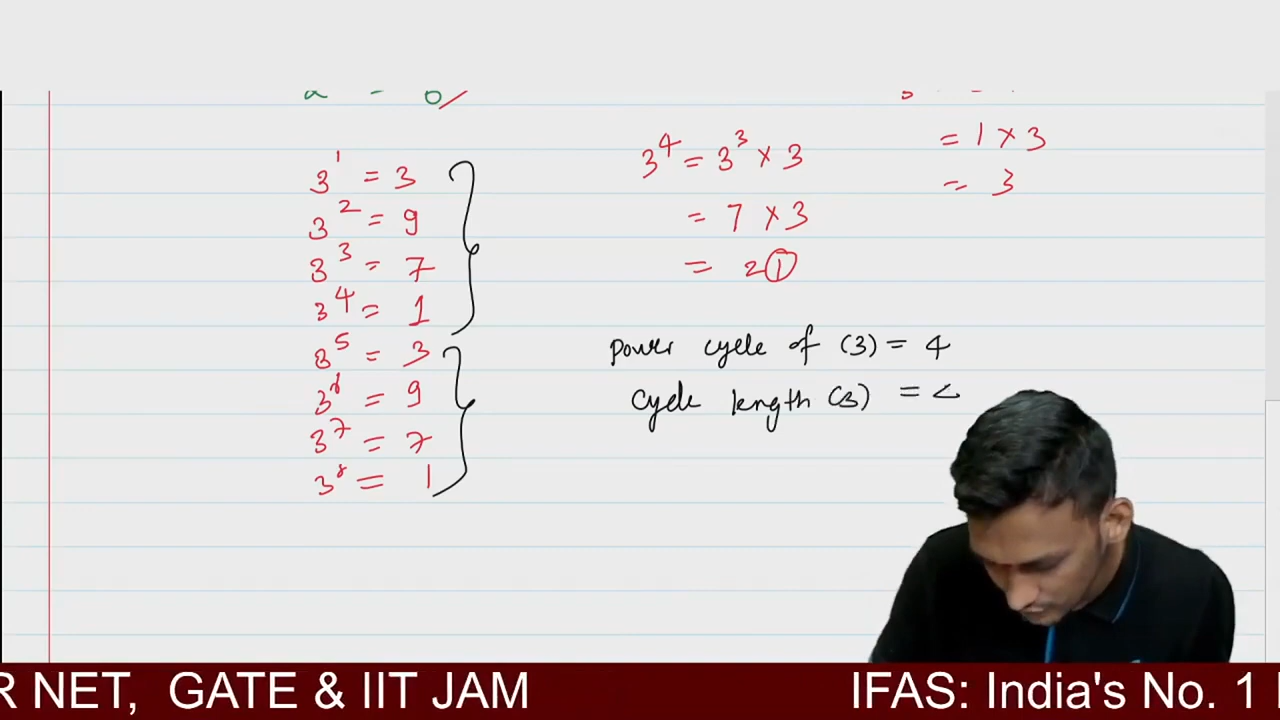 3¹ = 3
3² = 9
3³ = 7
3⁴ = 1
3⁵ = 3
3⁶ = 9
3⁷ = 7
3⁸ = 1
3⁴ = 3³ × 3
= 7 × 3
= 21
= 1 × 3
= 3
power cycle of (3) = 4
cycle length (3) = 4
R NET, GATE & IIT JAM
IFAS: India's No. 1